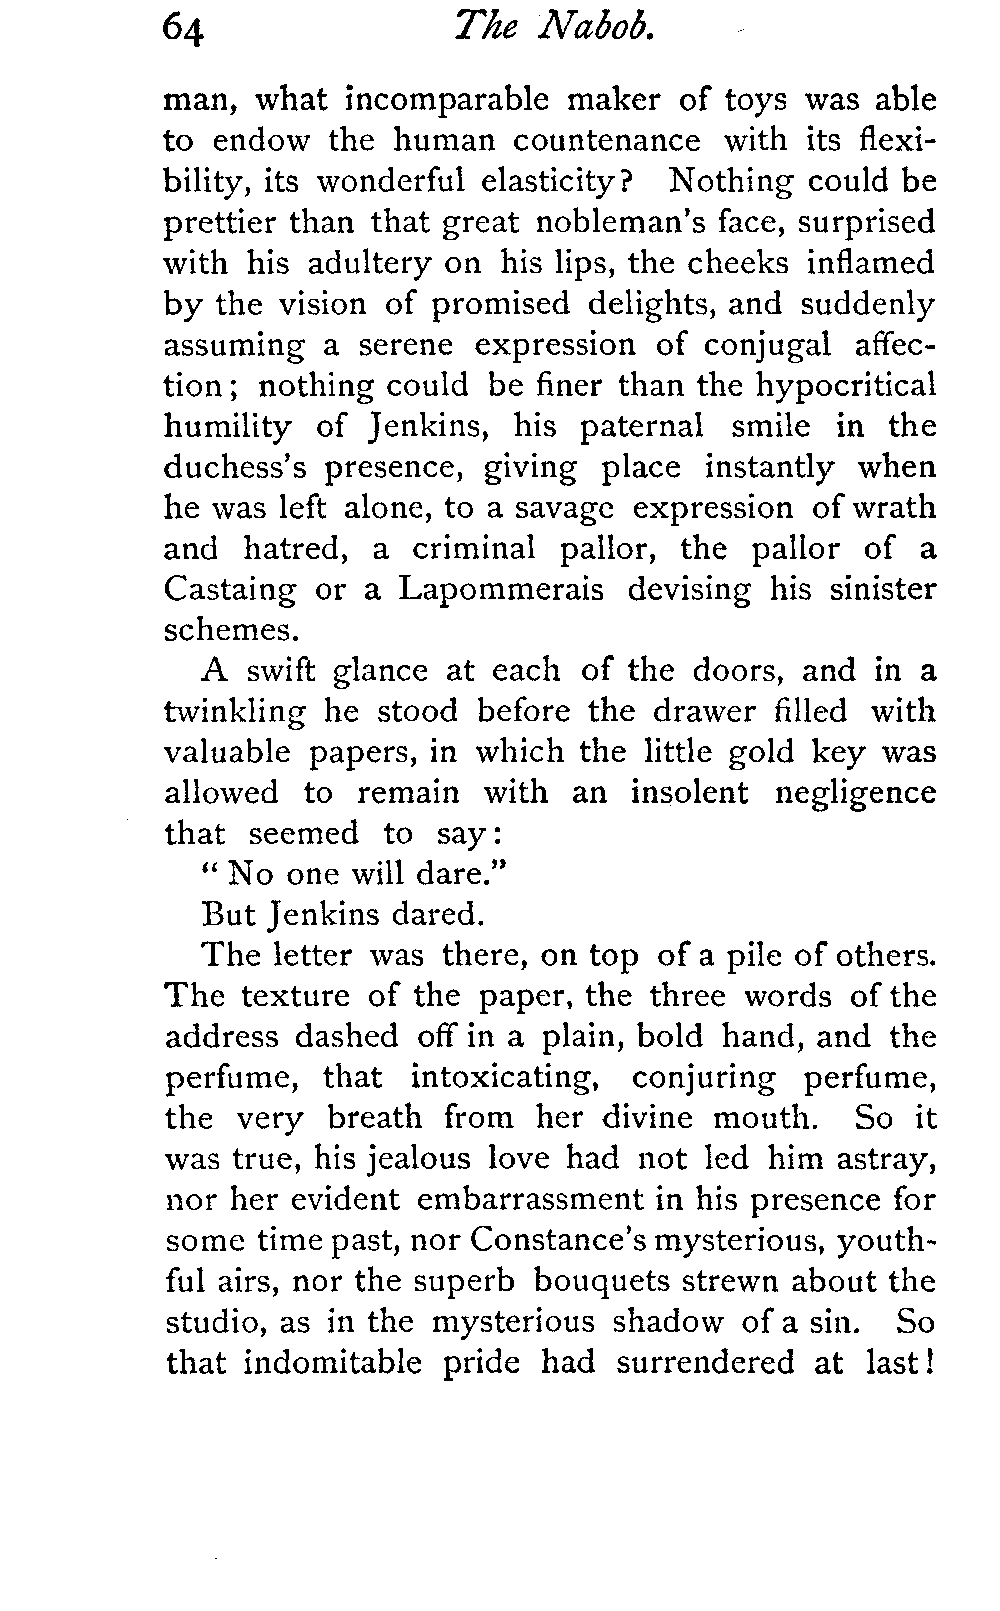 64 The Nabob.
man, what incomparable maker of toys was able
to endow the human countenance with its flexi-
bility, its wonderful elasticity? Nothing could be
prettier than that great nobleman's face, surprised
with his adultery on his lips, the cheeks inflamed
by the vision of promised delights, and suddenly
assuming a serene expression of conjugal affec-
tion; nothing could be finer than the hypocritical
humility of Jenkins, his paternal smile in the
duchess's presence, giving place instantly when
he was left alone, to a savage expression of wrath
and hatred, a criminal pallor, the pallor of a
Castaing or a Lapommerais devising his sinister
schemes.
A swift glance at each of the doors, and in a
twinkling he stood before the drawer filled with
valuable papers, in which the little gold key was
allowed to remain with an insolent negligence
that seemed to say:
"No one will dare."
But Jenkins dared.
The letter was there, on top of a pile of others.
The texture of the paper, the three words of the
address dashed off in a plain, bold hand, and the
perfume, that intoxicating, conjuring perfume,
the very breath from her divine mouth. So it
was true, his jealous love had not led him astray,
nor her evident embarrassment in his presence for
some time past, nor Constance's mysterious, youth-
ful airs, nor the superb bouquets strewn about the
studio, as in the mysterious shadow of a sin. So
that indomitable pride had surrendered at last!